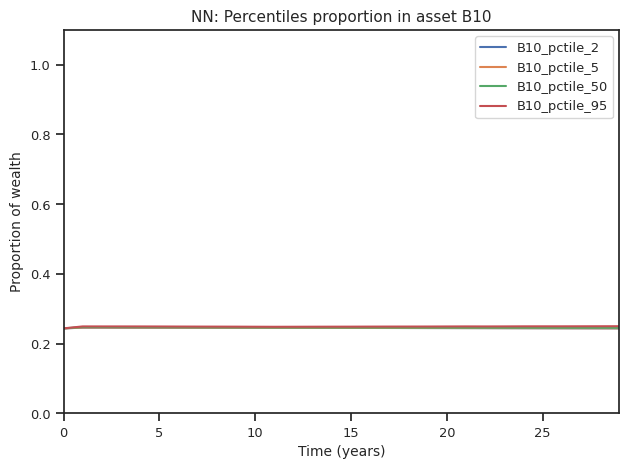 NN: Percentiles proportion in asset B10
B10_pctile_2
B10_pctile_5
B10_pctile_50
B10_pctile_95
Proportion of wealth
1.0
0.8
0.6
0.4
0.2
0.0
0 5 10 15 20 25
Time (years)